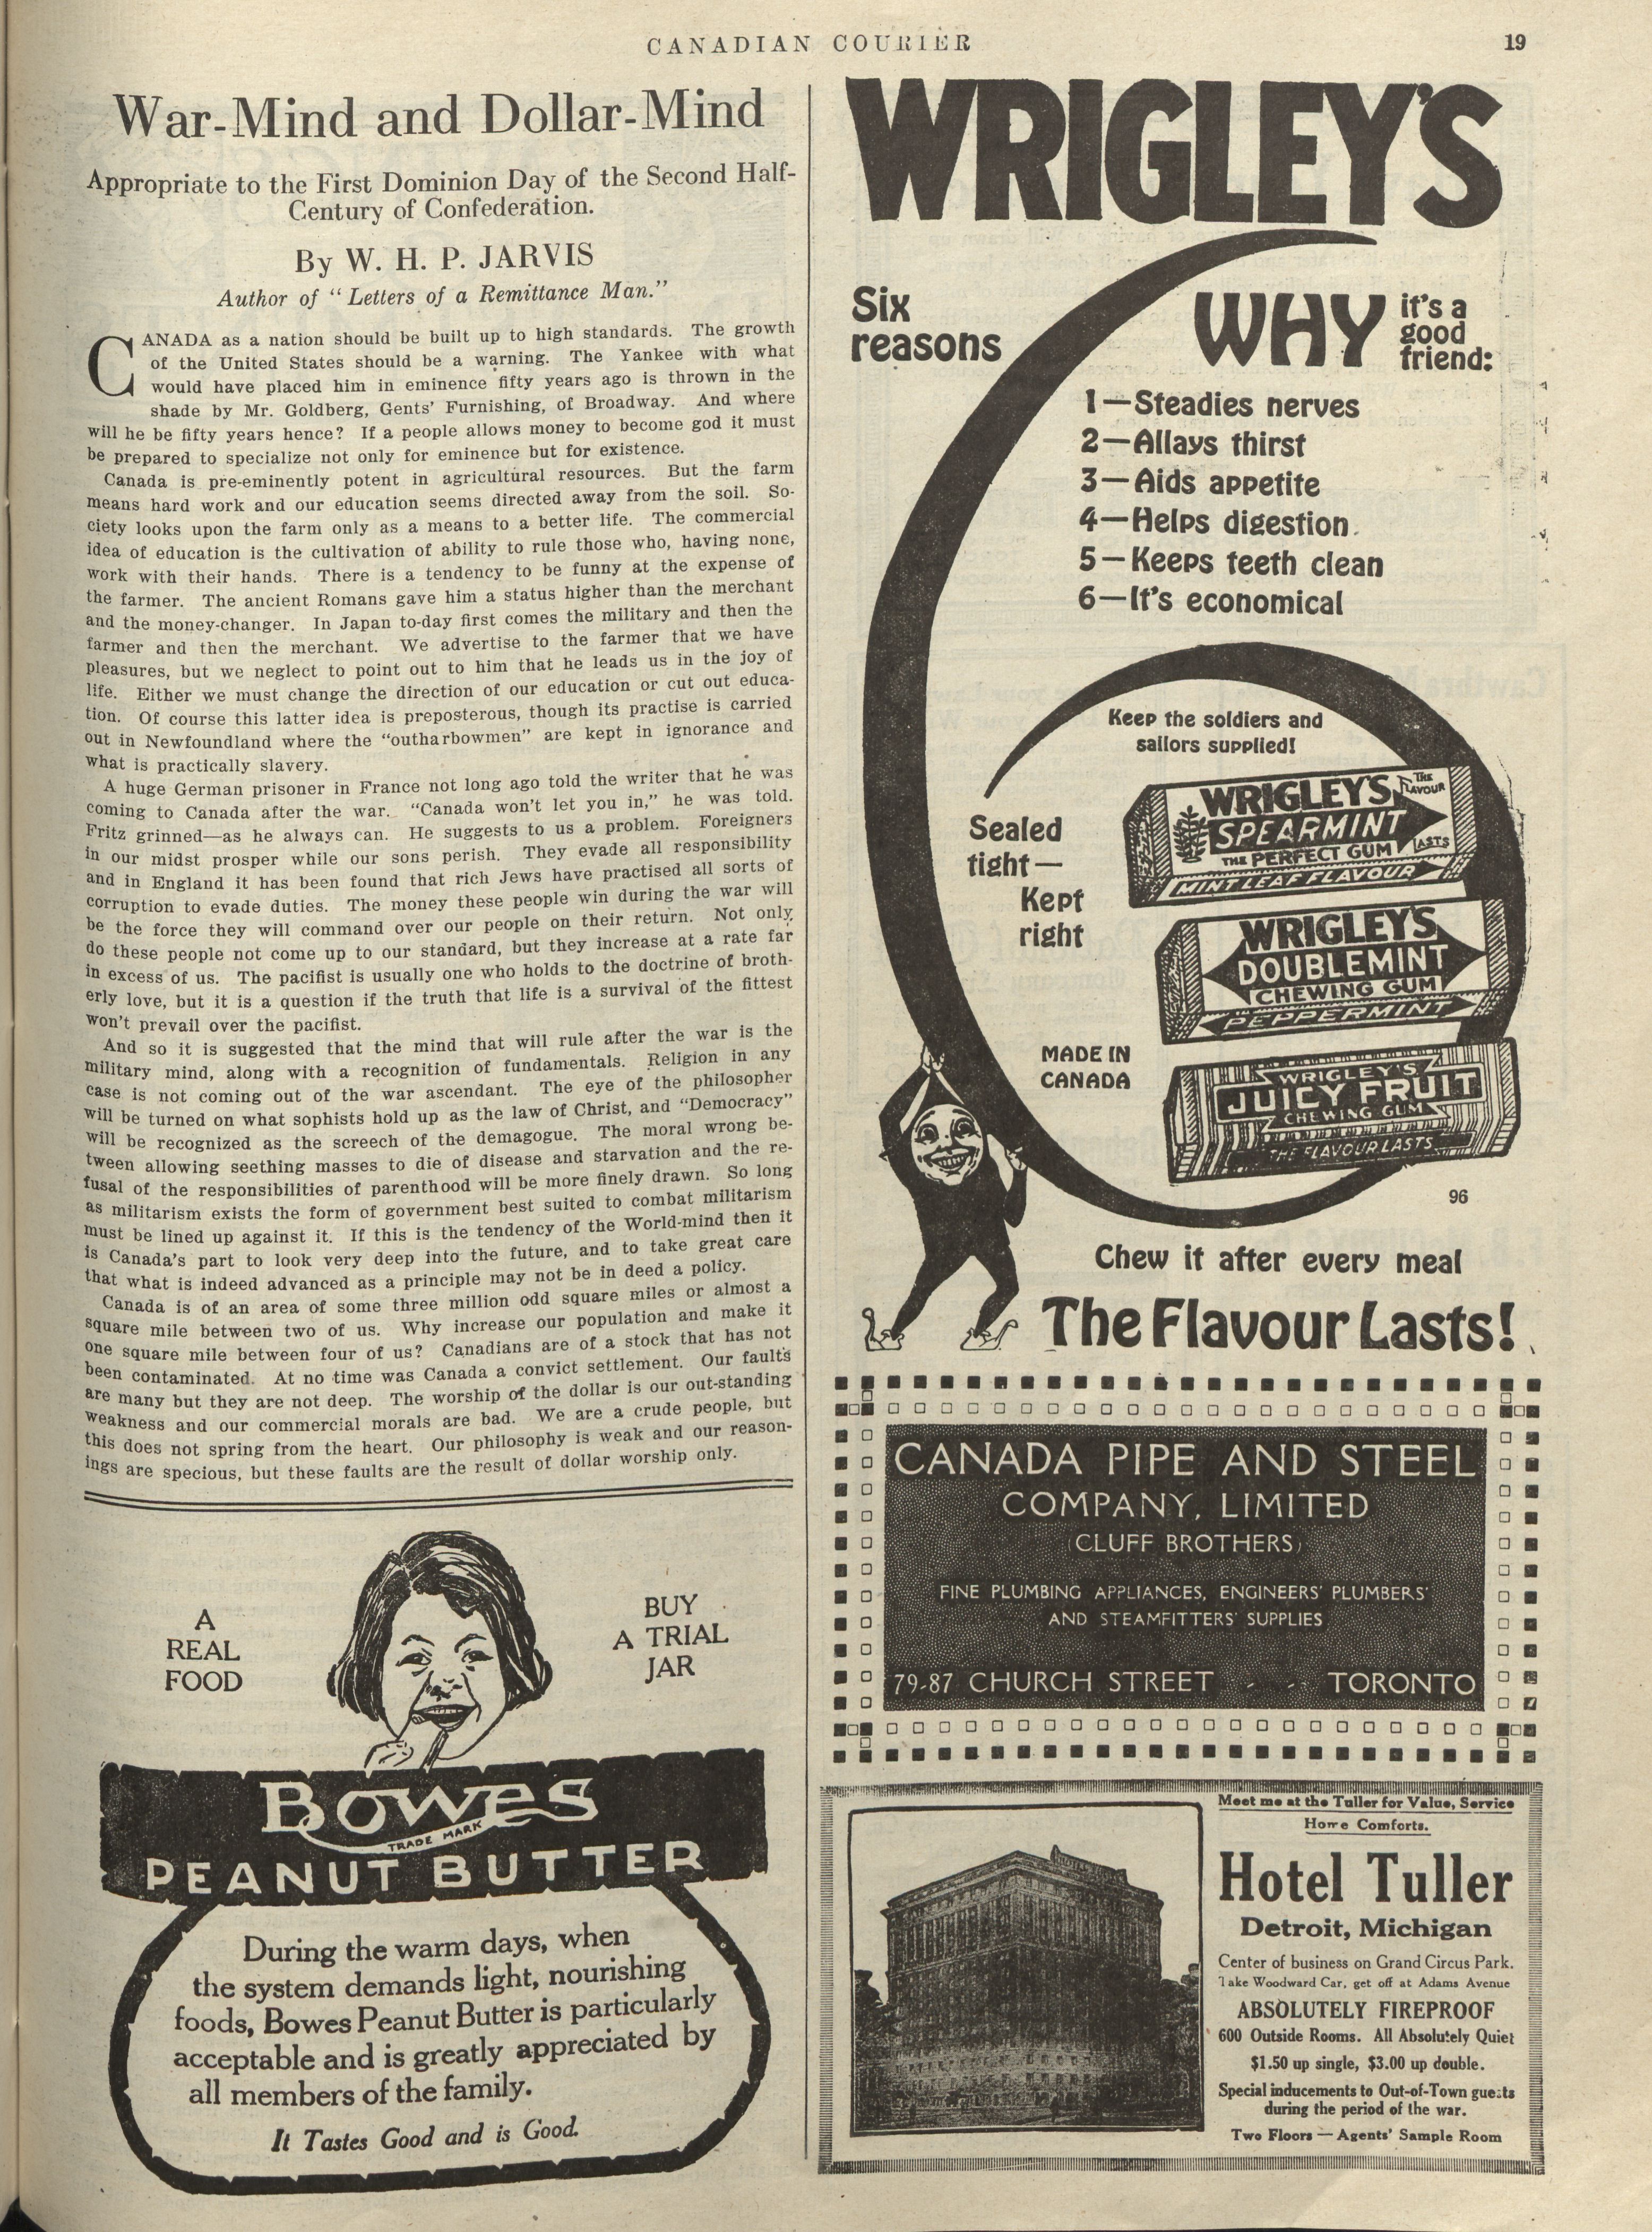 CANADIAN COURIER
19
War-Mind and Dollar-Mind
Appropriate to the First Dominion Day of the Second Half-
Century of Confederation.
By W. H. P. JARVIS
Author of "Letters of a Remittance Man."
CANADA as a nation should be built up to high standards. The growth
of the United States should be a warning. The Yankee with what
would have placed him in eminence fifty years ago is thrown in the
shade by Mr. Goldberg, Gents' Furnishing, of Broadway. And where
will he be fifty years hence? If a people allows money to become god it must
be prepared to specialize not only for eminence but for existence.
Canada is pre-eminently potent in agricultural resources. But the farm
means hard work and our education seems directed away from the soil. So-
ciety looks upon the farm only as a means to a better life. The commercial
idea of education is the cultivation of ability to rule those who, having none,
work with their hands. There is a tendency to be funny at the expense of
the farmer. The ancient Romans gave him a status higher than the merchant
and the money-changer. In Japan to-day first comes the military and then the
farmer and then the merchant. We advertise to the farmer that we have
pleasures, but we neglect to point out to him that he leads us in the joy of
life. Either we must change the direction of our education or cut out educa-
tion. Of course this latter idea is preposterous, though its practise is carried
out in Newfoundland where the "outharbowmen" are kept in ignorance and
what is practically slavery.
A huge German prisoner in France not long ago told the writer that he was
coming to Canada after the war. "Canada won't let you in," he was told.
Fritz grinned—as he always can. He suggests to us a problem. Foreigners
in our midst prosper while our sons perish. They evade all responsibility
and in England it has been found that rich Jews have practised all sorts of
corruption to evade duties. The money these people win during the war will
be the force they will command over our people on their return. Not only
do these people not come up to our standard, but they increase at a rate far
in excess of us. The pacifist is usually one who holds to the doctrine of broth-
erly love, but it is a question if the truth that life is a survival of the fittest
won't prevail over the pacifist.
And so it is suggested that the mind that will rule after the war is the
military mind, along with a recognition of fundamentals. Religion in any
case is not coming out of the war ascendant. The eye of the philosopher
will be turned on what sophists hold up as the law of Christ, and "Democracy"
will be recognized as the screech of the demagogue. The moral wrong be-
tween allowing seething masses to die of disease and starvation and the re-
fusal of the responsibilities of parenthood will be more finely drawn. So long
as militarism exists the form of government best suited to combat militarism
must be lined up against it. If this is the tendency of the World-mind then it
is Canada's part to look very deep into the future, and to take great care
that what is indeed advanced as a principle may not be in deed a policy.
Canada is of an area of some three million odd square miles or almost a
square mile between two of us. Why increase our population and make it
one square mile between four of us? Canadians are of a stock that has not
been contaminated. At no time was Canada a convict settlement. Our faults
are many but they are not deep. The worship of the dollar is our out-standing
weakness and our commercial morals are bad. We are a crude people, but
this does not spring from the heart. Our philosophy is weak and our reason-
ings are specious, but these faults are the result of dollar worship only.
A
REAL
FOOD
BUY
A TRIAL
JAR
BOWES
TRADE MARK
PEANUT BUTTER
During the warm days, when
the system demands light, nourishing
foods, Bowes Peanut Butter is particularly
acceptable and is greatly appreciated by
all members of the family.
It Tastes Good and is Good.
WRIGLEY'S
Six
reasons
WHY
it's a
good
friend:
1—Steadies nerves
2—Allays thirst
3—Aids appetite
4—Helps digestion
5—Keeps teeth clean
6—It's economical
Keep the soldiers and
sailors supplied!
Sealed
tight—
Kept
right
WRIGLEY'S
SPEARMINT
THE PERFECT GUM
MINT LEAF FLAVOUR
THE
FLAVOUR
LASTS
WRIGLEY'S
DOUBLEMINT
CHEWING GUM
PEPPERMINT
MADE IN
CANADA
WRIGLEY'S
JUICY FRUIT
CHEWING GUM
THE FLAVOUR LASTS
96
Chew it after every meal
The Flavour Lasts!
CANADA PIPE AND STEEL
COMPANY, LIMITED
(CLUFF BROTHERS)
FINE PLUMBING APPLIANCES, ENGINEERS' PLUMBERS'
AND STEAMFITTERS' SUPPLIES
79-87 CHURCH STREET - - TORONTO
Meet me at the Tuller for Value, Service
Home Comforts.
Hotel Tuller
Detroit, Michigan
Center of business on Grand Circus Park.
Take Woodward Car, get off at Adams Avenue
ABSOLUTELY FIREPROOF
600 Outside Rooms. All Absolutely Quiet
$1.50 up single, $3.00 up double.
Special inducements to Out-of-Town guests
during the period of the war.
Two Floors — Agents' Sample Room